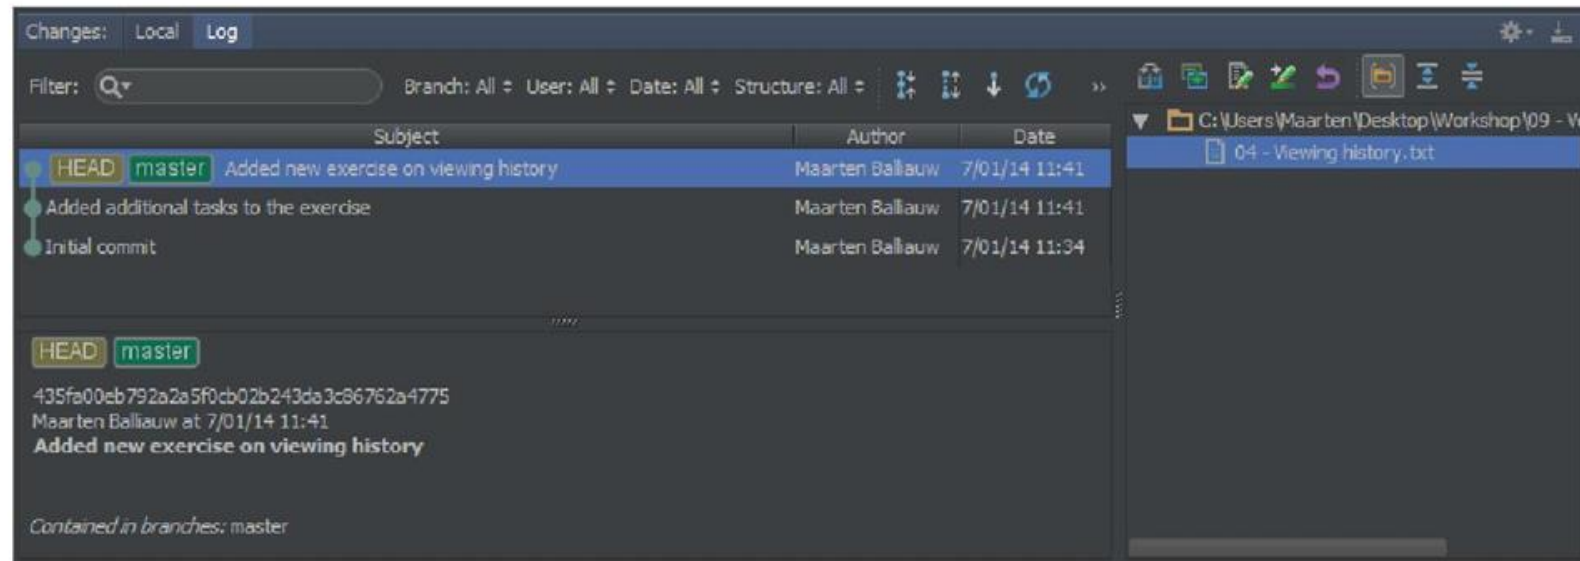 Changes: Local Log
Filter: Branch: All User: All Date: All Structure: All
Subject Author Date
HEAD master Added new exercise on viewing history Maarten Balliauw 7/01/14 11:41
Added additional tasks to the exercise Maarten Balliauw 7/01/14 11:41
Initial commit Maarten Balliauw 7/01/14 11:34
HEAD master
435fa00eb792a2a5f0cb02b243da3c86762a4775
Maarten Balliauw at 7/01/14 11:41
Added new exercise on viewing history
Contained in branches: master
C:\Users\Maarten\Desktop\Workshop\09 -
04 - Viewing history.txt